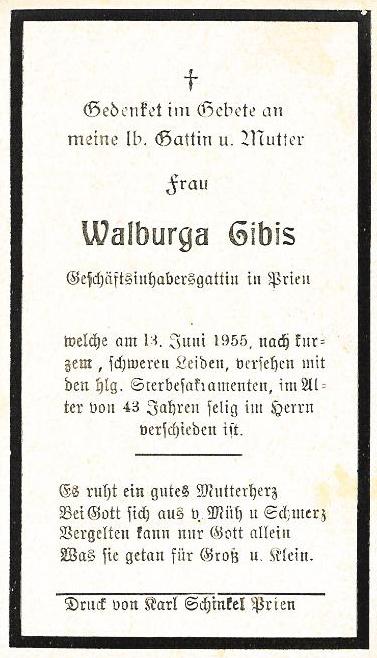 Gedenket im Gebete an
meine lb. Gattin u. Mutter
Frau
Walburga Gibis
Geschäftsinhabersgattin in Prien
welche am 13. Juni 1955, nach kur=
zem, schweren Leiden, versehen mit
den hlg. Sterbesakramenten, im Al=
ter von 43 Jahren selig im Herrn
verschieden ist.
Es ruht ein gutes Mutterherz
Bei Gott sich aus v. Müh u Schmerz
Vergelten kann nur Gott allein
Was sie getan für Groß u. Klein.
Druck von Karl Schinkel Prien